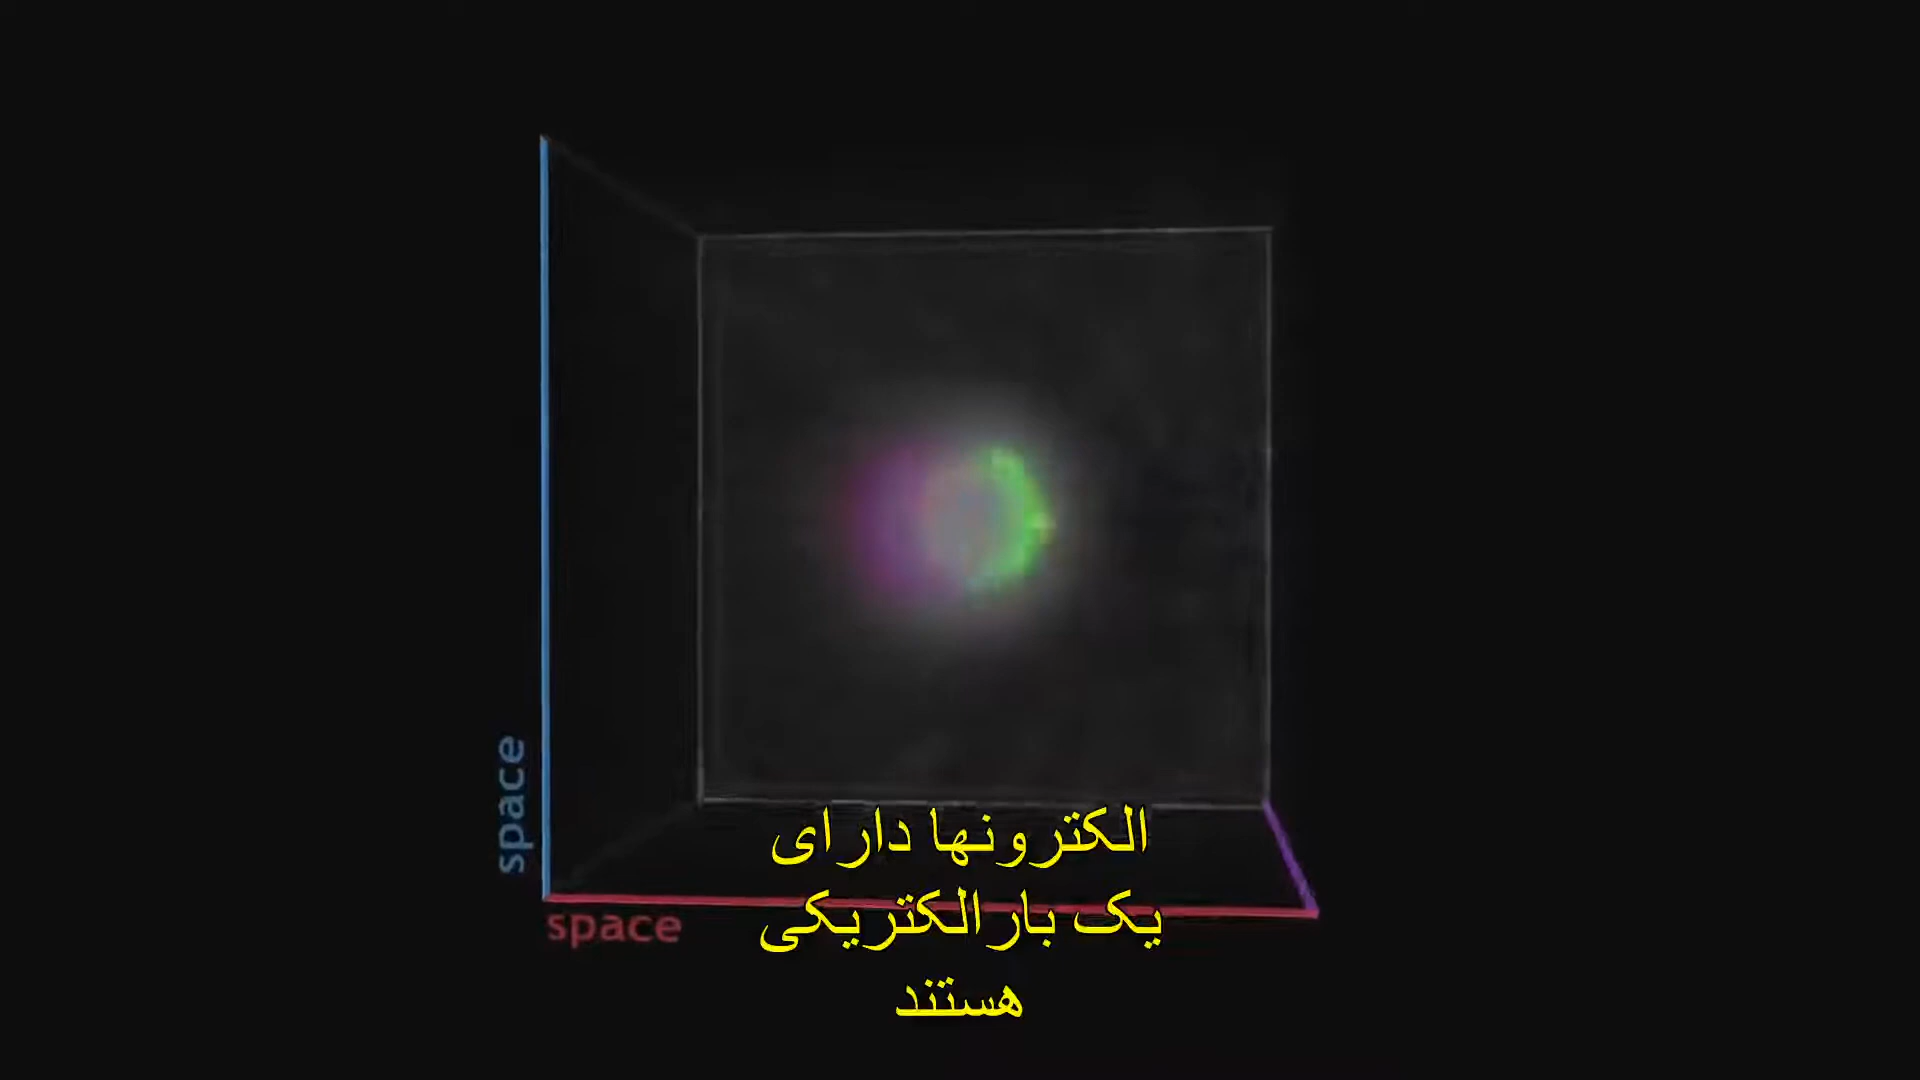 space
space
الکترونها دارای
یک بارالکتریکی
هستند